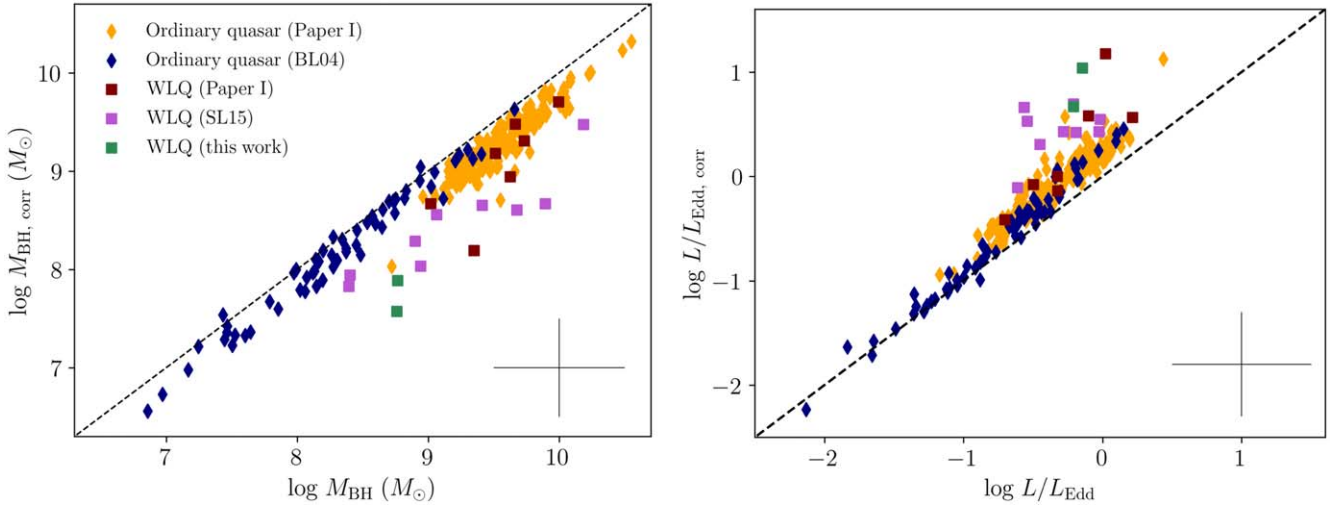 Ordinary quasar (Paper I)
Ordinary quasar (BL04)
WLQ (Paper I)
WLQ (SL15)
WLQ (this work)
log M_BH, corr (M_⊙)
10
9
8
7
7
8
9
10
log M_BH (M_⊙)
log L/L_Edd, corr
1
0
−1
−2
−2
−1
0
1
log L/L_Edd